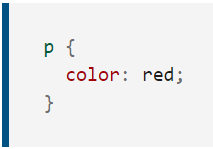 p {
  color: red;
}